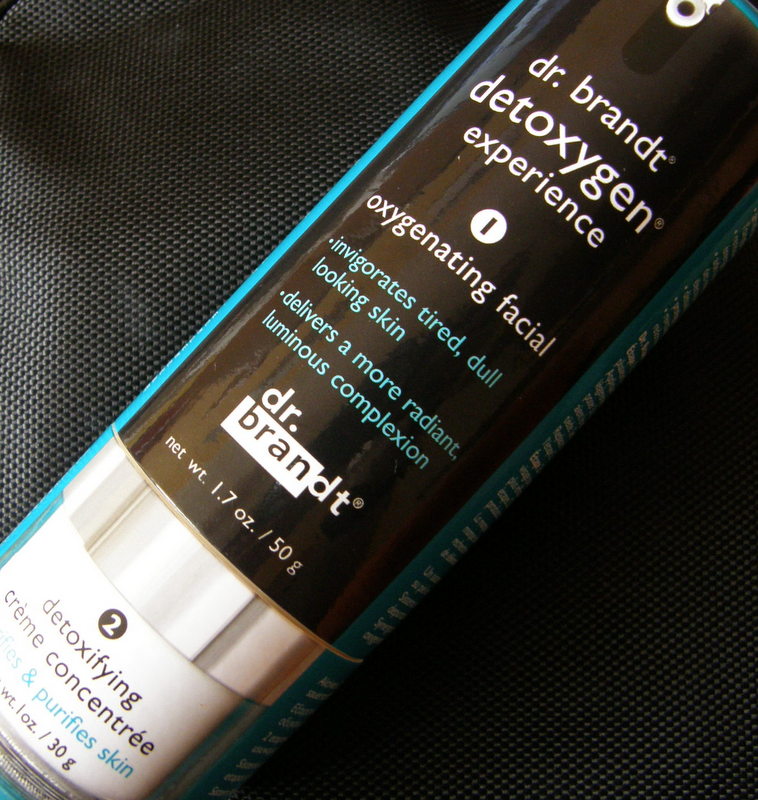 dr. brandt®
detoxygen®
experience
1
oxygenating facial
•invigorates tired, dull
looking skin
•delivers a more radiant,
luminous complexion
dr.
brandt®
net wt. 1.7 oz. / 50 g
2
detoxifying
crème concentrée
& purifies skin
wt. 1 oz. / 30 g